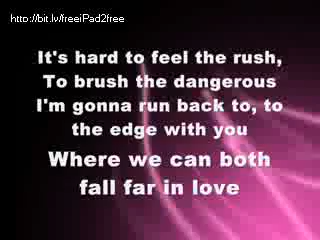 http://bit.lv/freeiPad2free
It's hard to feel the rush,
To brush the dangerous
I'm gonna run back to, to
the edge with you
Where we can both
fall far in love